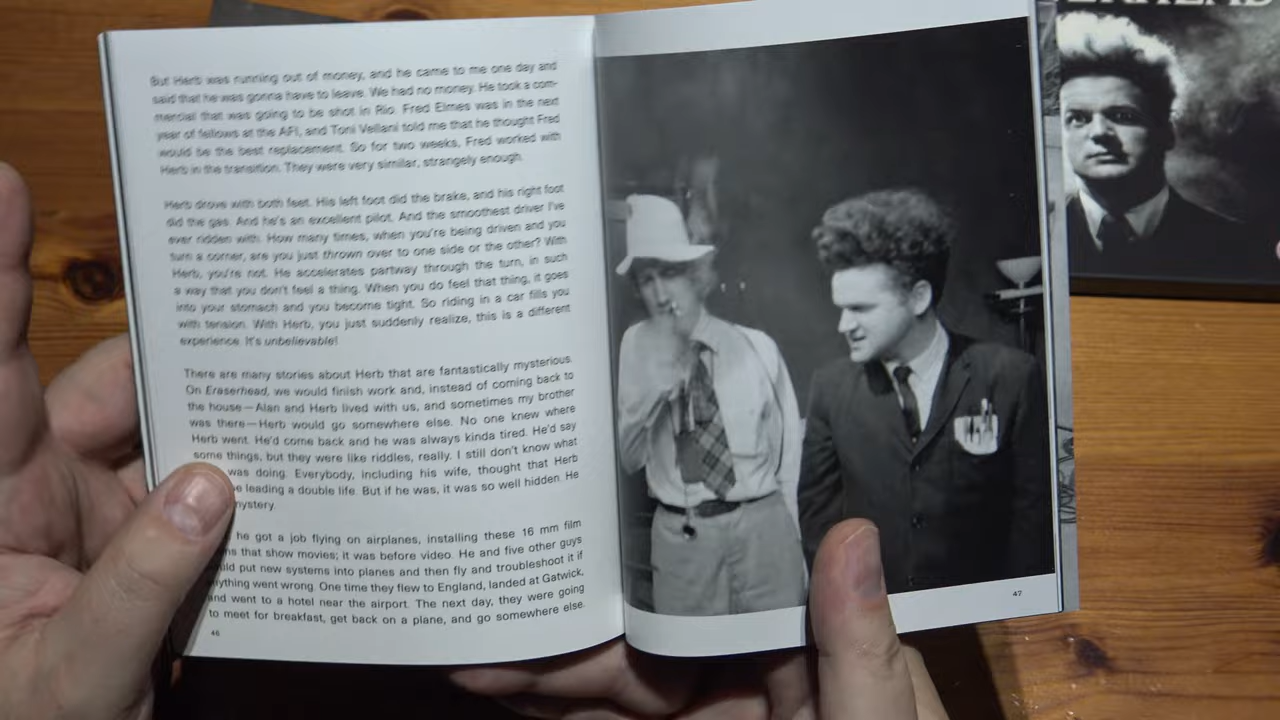 But Herb was running out of money, and he came to me one day and
said that he was gonna have to leave. We had no money. He took a com-
mercial that was going to be shot in Rio. Fred Elmes was in the next
year of fellows at the AFI, and Toni Vellani told me that he thought Fred
would be the best replacement. So for two weeks, Fred worked with
Herb in the transition. They were very similar, strangely enough.
Herb drove with both feet. His left foot did the brake, and his right foot
did the gas. And he's an excellent pilot. And the smoothest driver I've
ever ridden with. How many times, when you're being driven and you
turn a corner, are you just thrown over to one side or the other? With
Herb, you're not. He accelerates partway through the turn, in such
a way that you don't feel a thing. When you do feel that thing, it goes
into your stomach and you become tight. So riding in a car fills you
with tension. With Herb, you just suddenly realize, this is a different
experience. It's unbelievable!
There are many stories about Herb that are fantastically mysterious.
On Eraserhead, we would finish work and, instead of coming back to
the house—Alan and Herb lived with us, and sometimes my brother
was there—Herb would go somewhere else. No one knew where
Herb went. He'd come back and he was always kinda tired. He'd say
some things, but they were like riddles, really. I still don't know what
was doing. Everybody, including his wife, thought that Herb
leading a double life. But if he was, it was so well hidden. He
mystery.
he got a job flying on airplanes, installing these 16 mm film
that show movies; it was before video. He and five other guys
put new systems into planes and then fly and troubleshoot it if
anything went wrong. One time they flew to England, landed at Gatwick,
and went to a hotel near the airport. The next day, they were going
to meet for breakfast, get back on a plane, and go somewhere else.
46
47